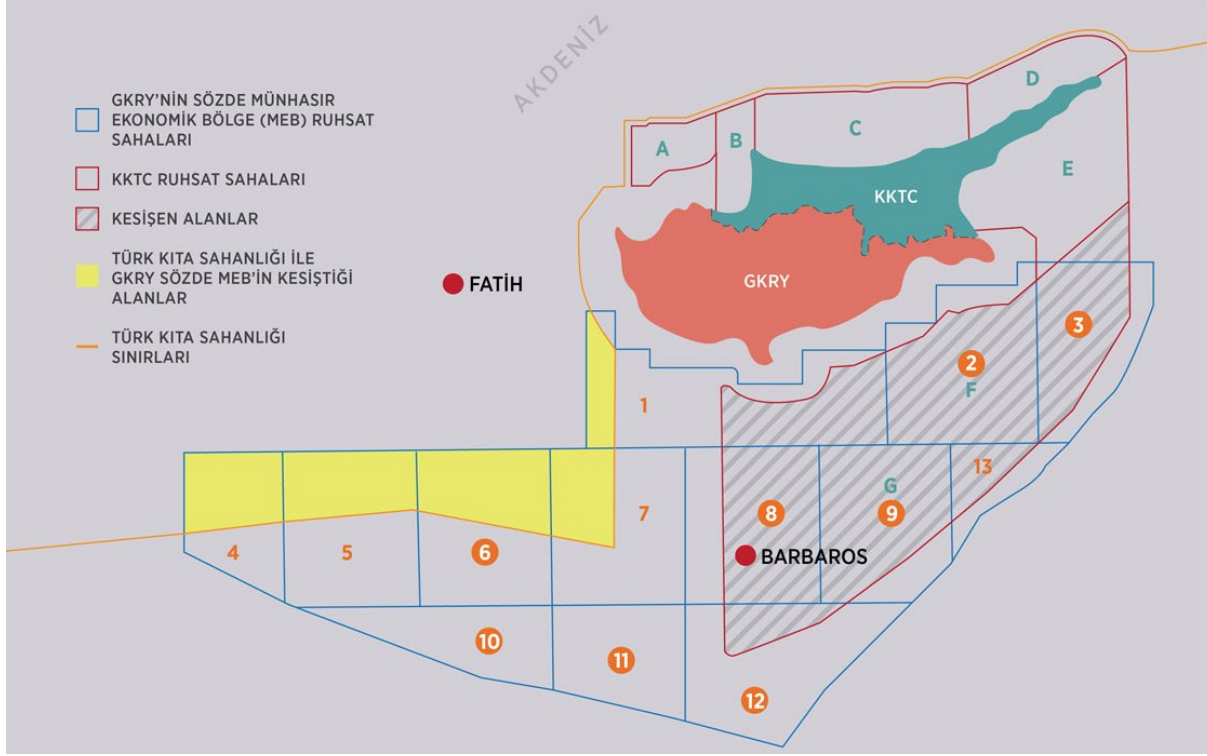 AKDENİZ
GKRY'NİN SÖZDE MÜNHASIR
EKONOMİK BÖLGE (MEB) RUHSAT
SAHALARI
KKTC RUHSAT SAHALARI
KESİŞEN ALANLAR
TÜRK KITA SAHANLIĞI İLE
GKRY SÖZDE MEB'İN KESİŞTİĞİ
ALANLAR
TÜRK KITA SAHANLIĞI
SINIRLARI
A
B
C
D
E
KKTC
GKRY
FATİH
3
2
F
1
13
G
7
8
9
4
5
6
BARBAROS
10
11
12